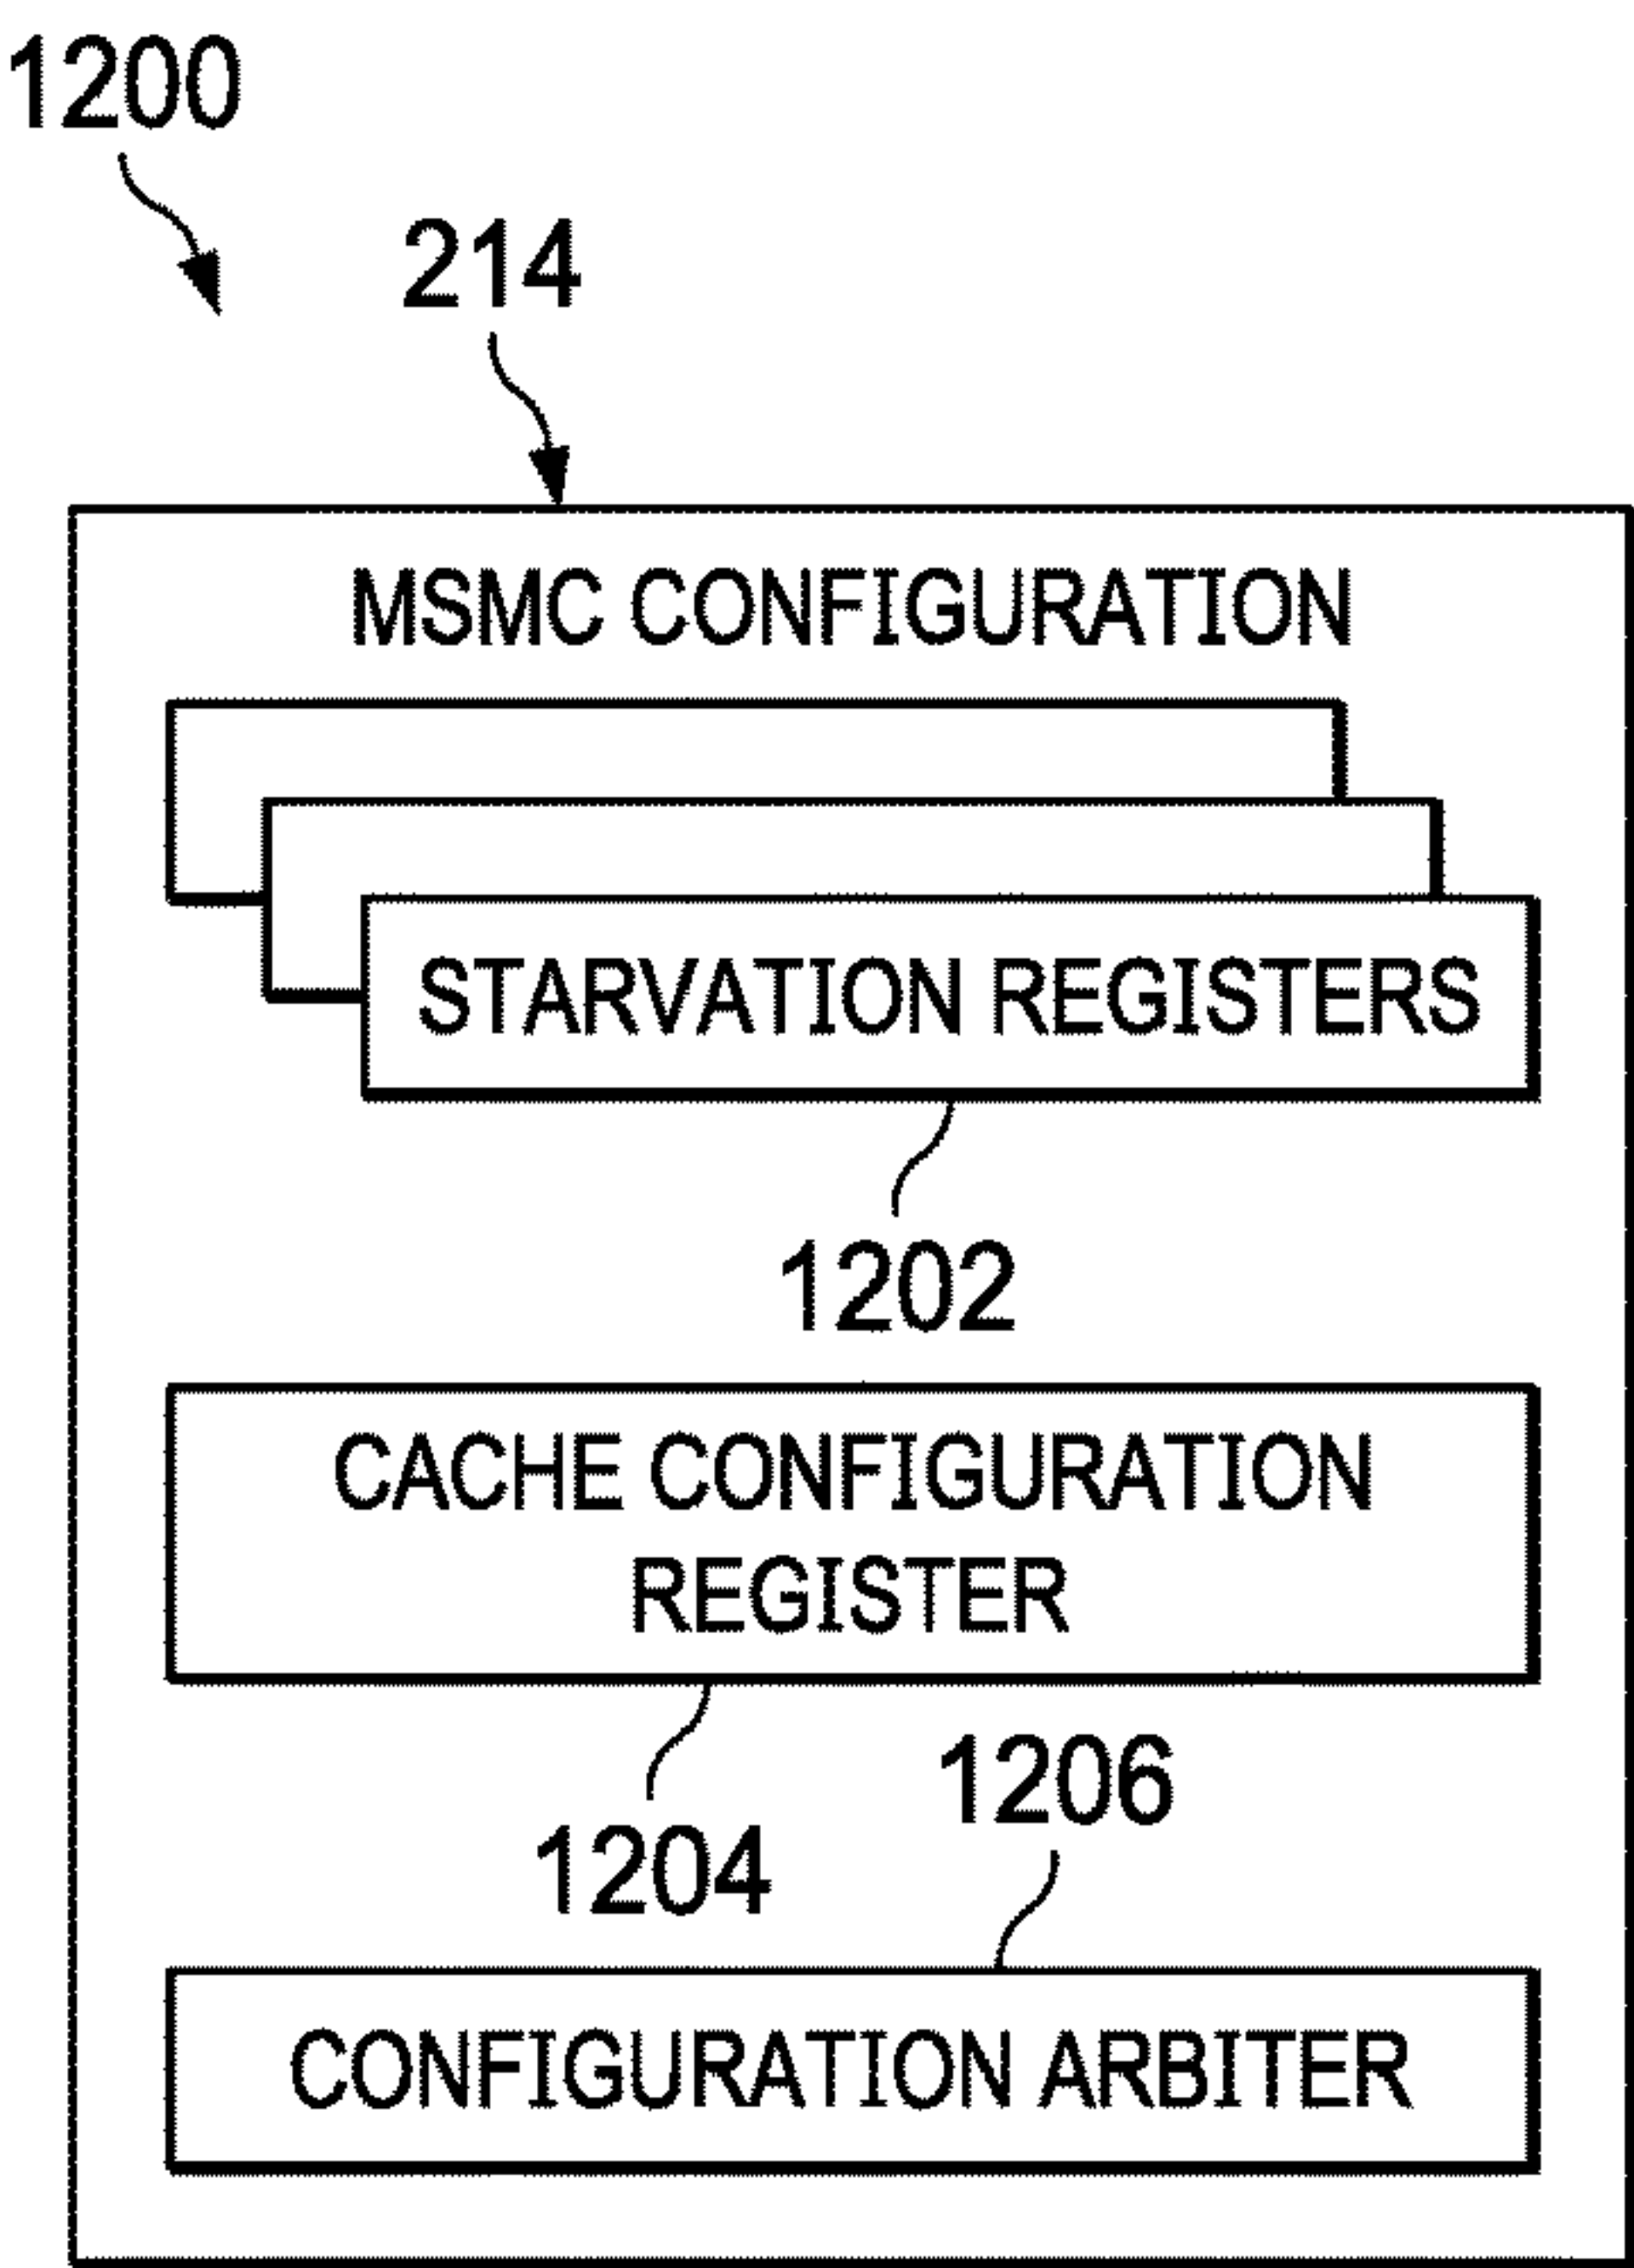 1200
214
MSMC CONFIGURATION
STARVATION REGISTERS
1202
CACHE CONFIGURATION
REGISTER
1206
1204
CONFIGURATION ARBITER